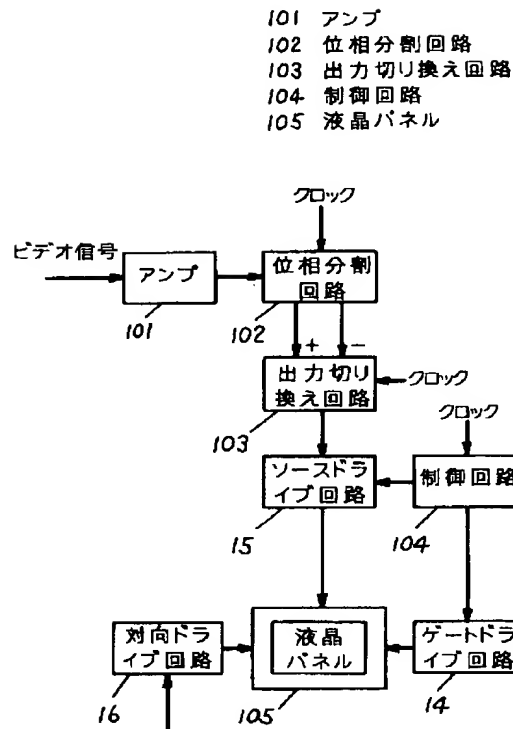 101 アンプ
102 位相分割回路
103 出力切り換え回路
104 制御回路
105 液晶パネル
クロック
ビデオ信号
アンプ
位相分割
回路
101
102
+ −
出力切り
換え回路
クロック
103
クロック
ソースドラ
イブ回路
制御回路
15
104
対向ドラ
イブ回路
液晶
パネル
ゲートドラ
イブ回路
16
105
14